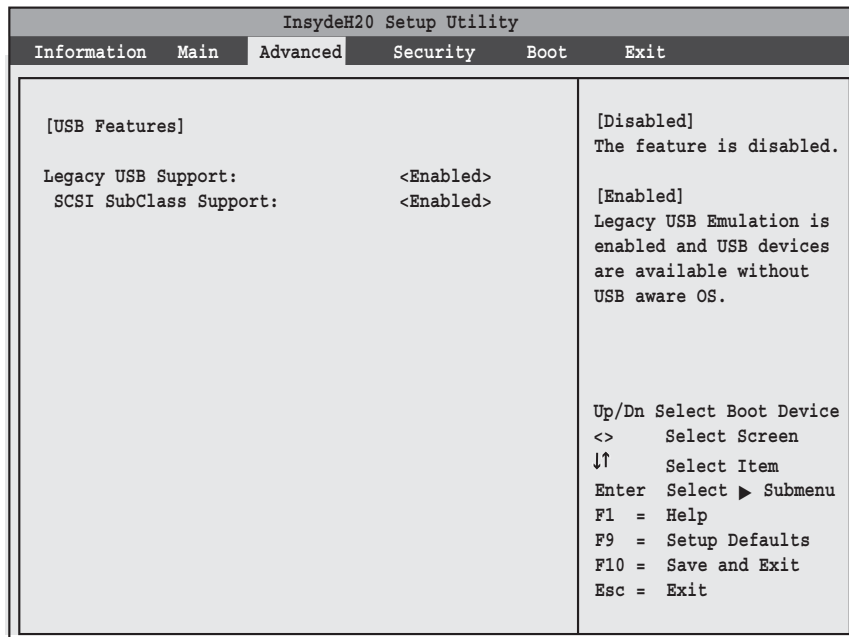 InsydeH20 Setup Utility
Information Main Advanced Security Boot Exit
[USB Features]
Legacy USB Support: <Enabled>
SCSI SubClass Support: <Enabled>
[Disabled]
The feature is disabled.
[Enabled]
Legacy USB Emulation is
enabled and USB devices
are available without
USB aware OS.
Up/Dn Select Boot Device
<> Select Screen
↓↑ Select Item
Enter Select ▶ Submenu
F1 = Help
F9 = Setup Defaults
F10 = Save and Exit
Esc = Exit